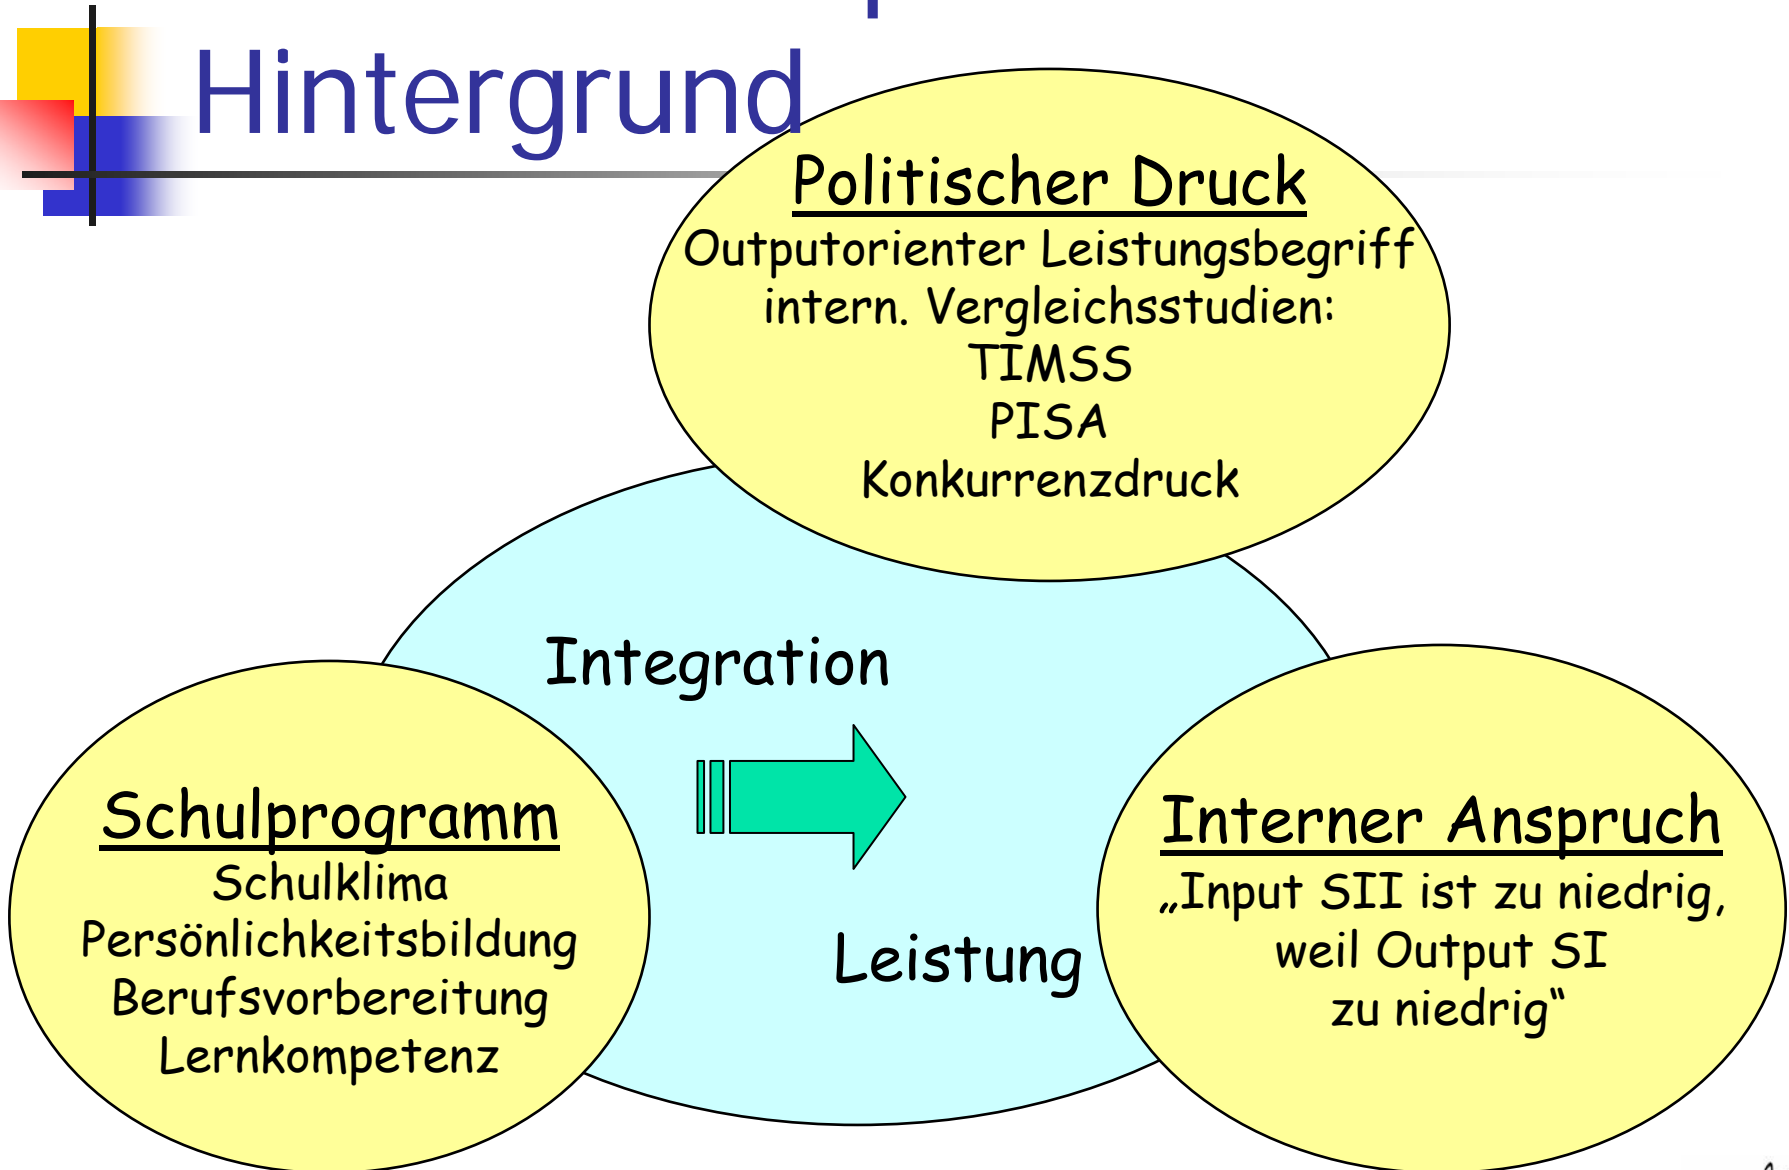 Hintergrund
Politischer Druck
Outputorienter Leistungsbegriff
intern. Vergleichsstudien:
TIMSS
PISA
Konkurrenzdruck
Integration
Leistung
Schulprogramm
Schulklima
Persönlichkeitsbildung
Berufsvorbereitung
Lernkompetenz
Interner Anspruch
„Input SII ist zu niedrig,
weil Output SI
zu niedrig“